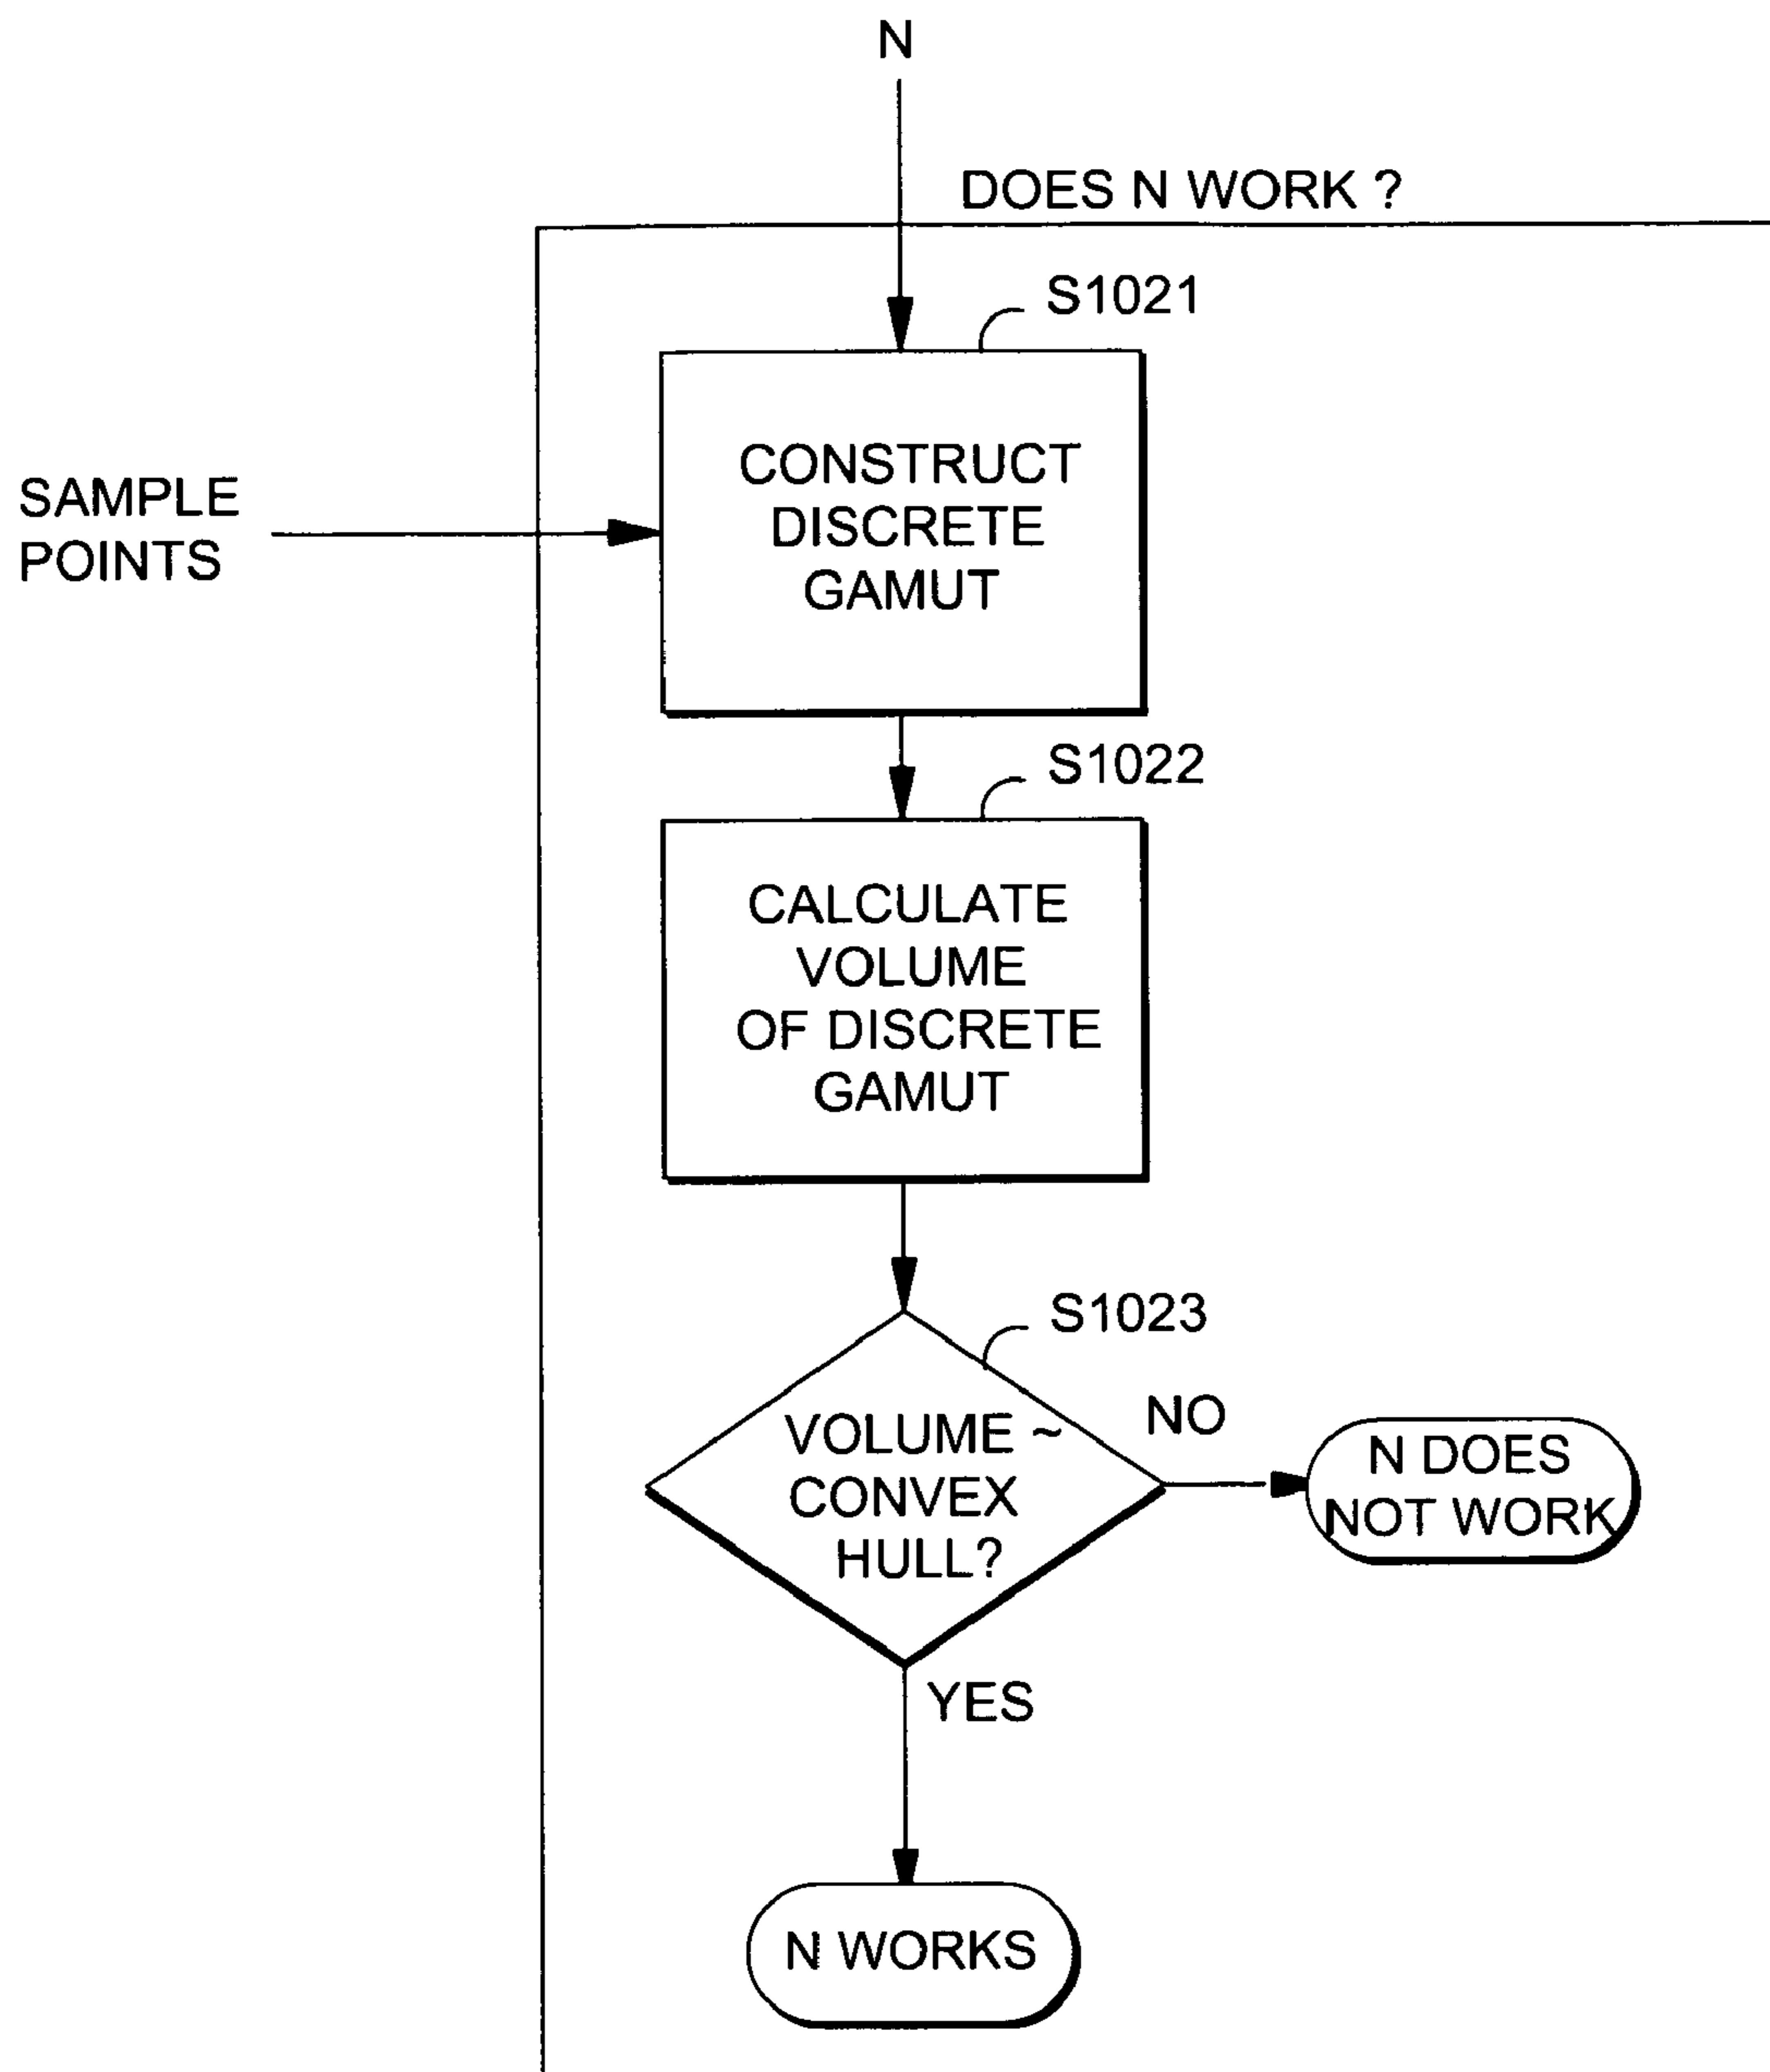 N
DOES N WORK ?
S1021
CONSTRUCT
DISCRETE
GAMUT
SAMPLE
POINTS
S1022
CALCULATE
VOLUME
OF DISCRETE
GAMUT
S1023
VOLUME ~
CONVEX
HULL?
NO
N DOES
NOT WORK
YES
N WORKS